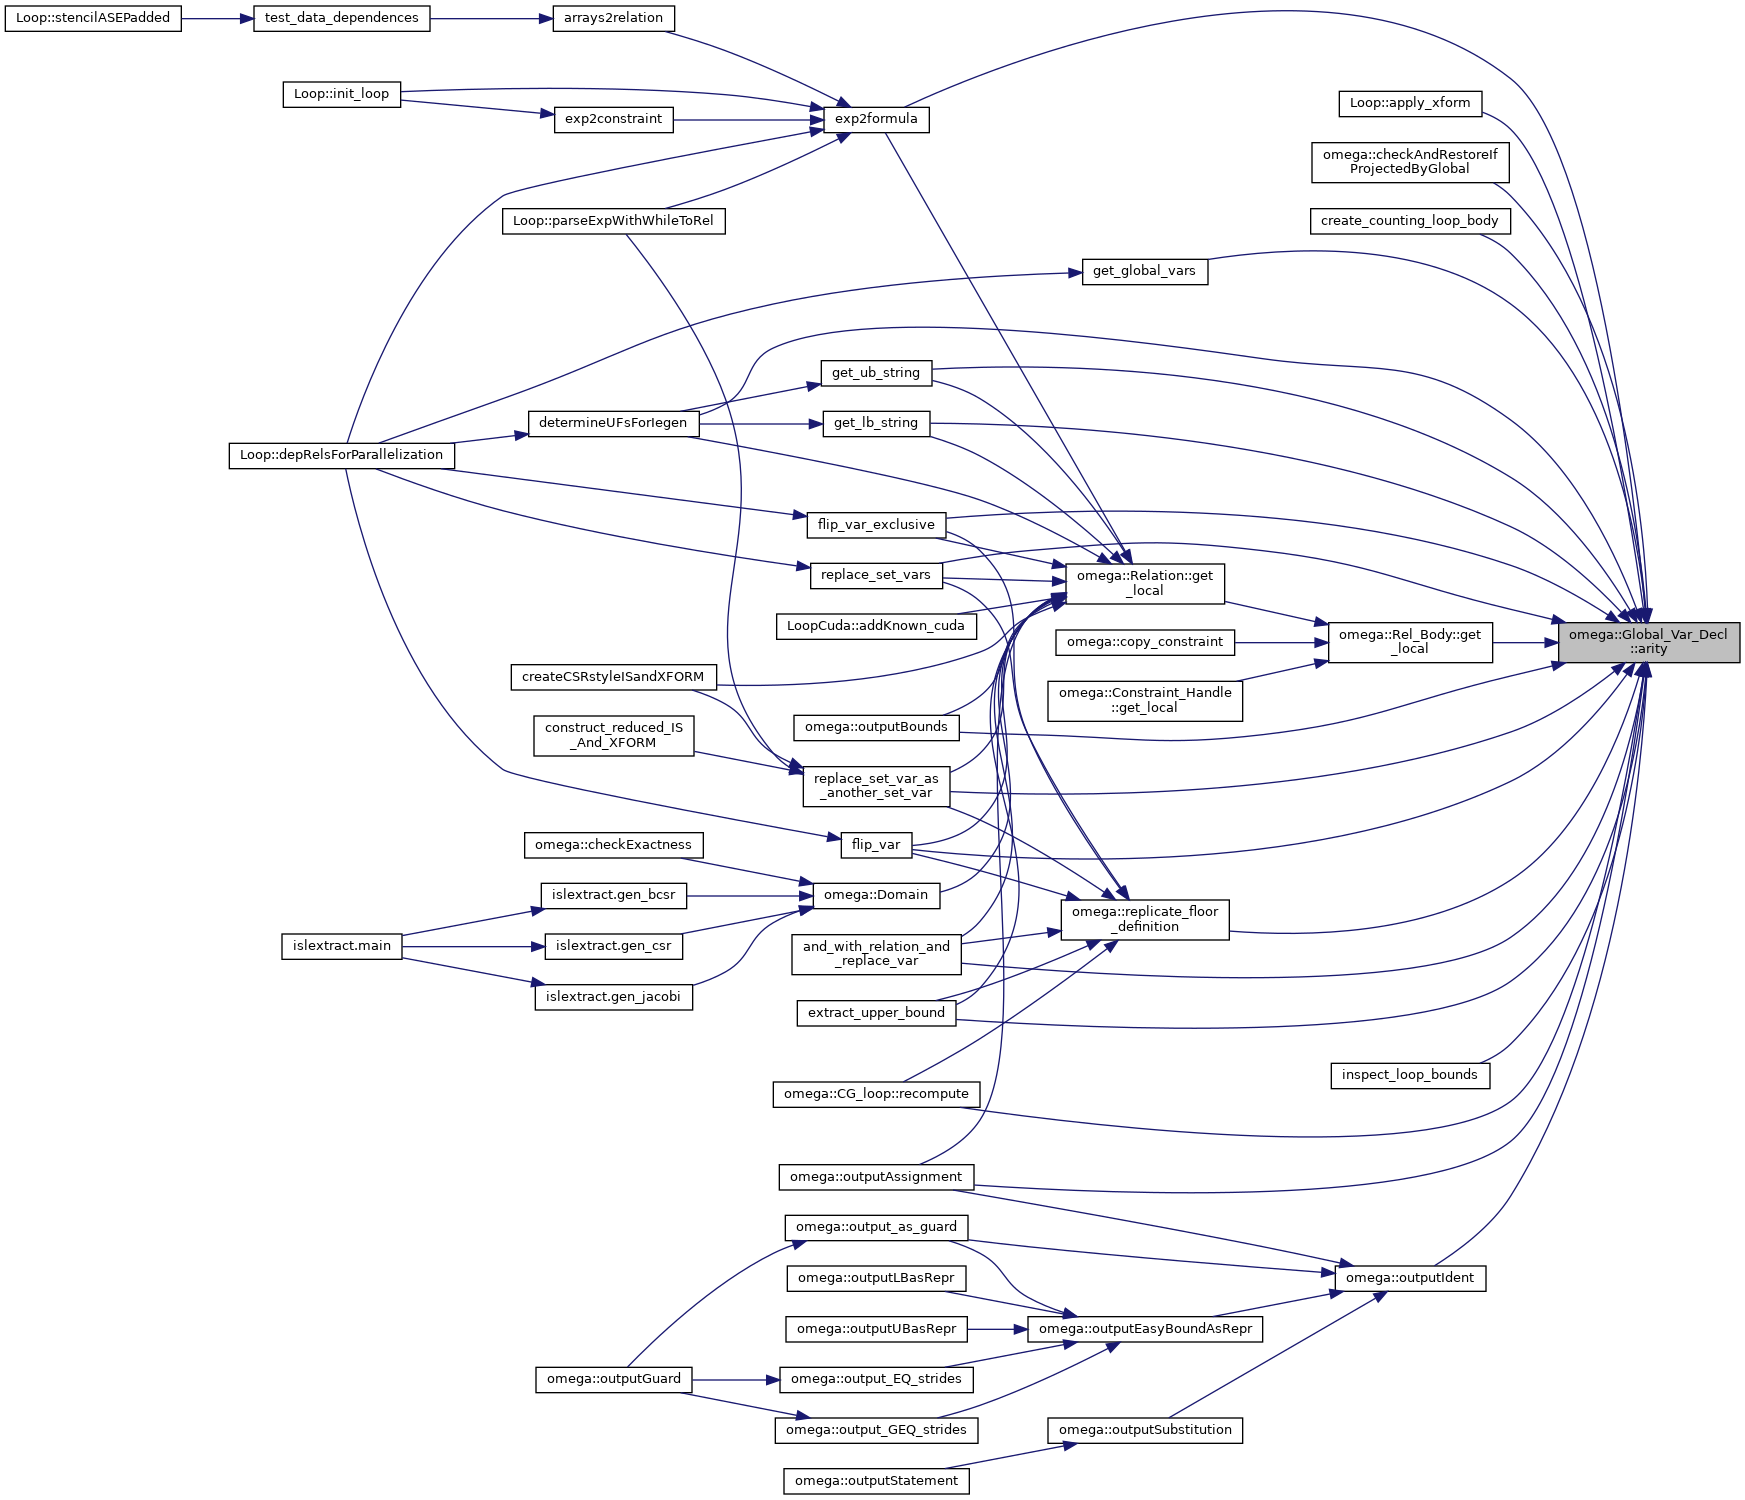 Loop::stencilASEPadded
test_data_dependences
arrays2relation
Loop::init_loop
exp2constraint
exp2formula
Loop::apply_xform
omega::checkAndRestoreIf
ProjectedByGlobal
Loop::parseExpWithWhileToRel
create_counting_loop_body
get_global_vars
get_ub_string
determineUFsForIegen
get_lb_string
Loop::depRelsForParallelization
flip_var_exclusive
replace_set_vars
omega::Relation::get
_local
LoopCuda::addKnown_cuda
omega::copy_constraint
omega::Rel_Body::get
_local
omega::Global_Var_Decl
::arity
createCSRstyleISandXFORM
omega::Constraint_Handle
::get_local
construct_reduced_IS
_And_XFORM
omega::outputBounds
replace_set_var_as
_another_set_var
omega::checkExactness
flip_var
islextract.gen_bcsr
omega::Domain
omega::replicate_floor
_definition
islextract.main
islextract.gen_csr
and_with_relation_and
_replace_var
islextract.gen_jacobi
extract_upper_bound
inspect_loop_bounds
omega::CG_loop::recompute
omega::outputAssignment
omega::output_as_guard
omega::outputLBasRepr
omega::outputIdent
omega::outputUBasRepr
omega::outputEasyBoundAsRepr
omega::outputGuard
omega::output_EQ_strides
omega::output_GEQ_strides
omega::outputSubstitution
omega::outputStatement